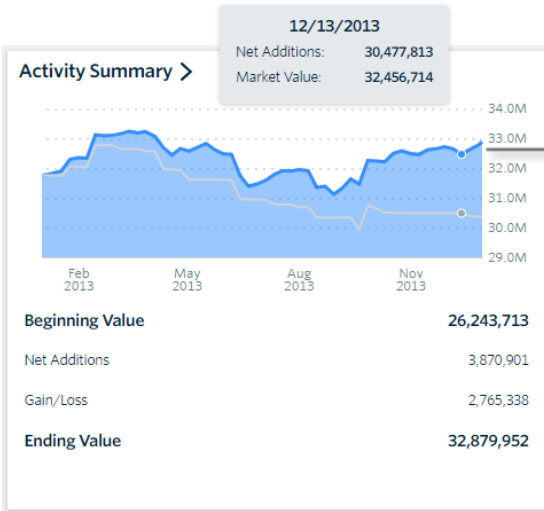 12/13/2013
Net Additions: 30,477,813
Market Value: 32,456,714
Activity Summary >
34.0M
33.0M
32.0M
31.0M
30.0M
29.0M
Feb May Aug Nov
2013 2013 2013 2013
Beginning Value 26,243,713
Net Additions 3,870,901
Gain/Loss 2,765,338
Ending Value 32,879,952